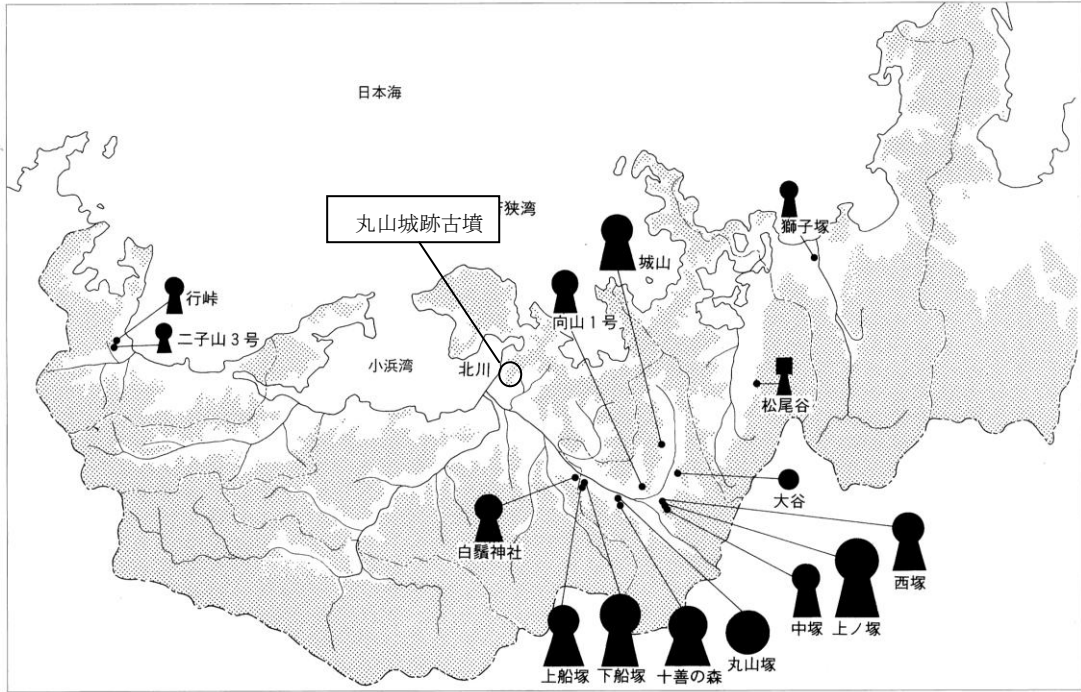 日本海
狭湾
丸山城跡古墳
獅子塚
城山
行峠
向山1号
二子山3号
小浜湾
北川
松尾谷
大谷
白鬚神社
西塚
中塚
上ノ塚
丸山塚
上船塚
下船塚
十善の森